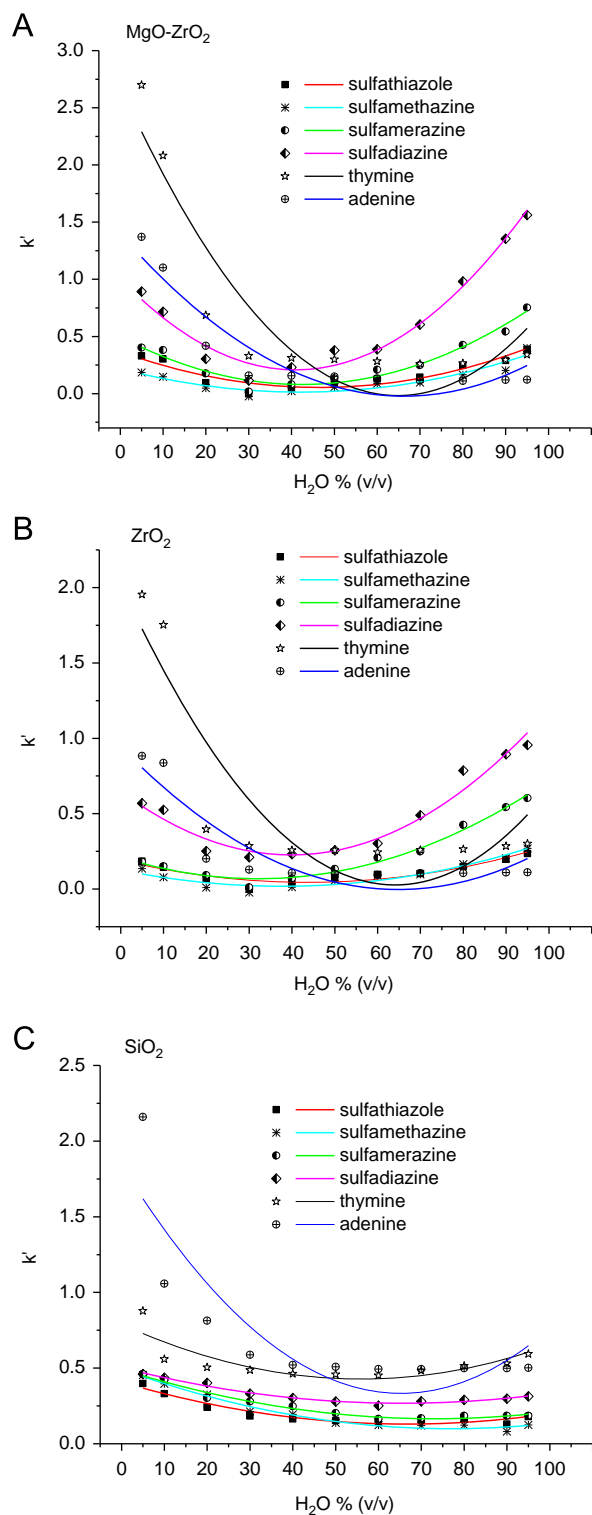 A
MgO-ZrO₂
3.0
2.5
2.0
1.5
1.0
0.5
0.0
k'
sulfathiazole
sulfamethazine
sulfamerazine
sulfadiazine
thymine
adenine
0 10 20 30 40 50 60 70 80 90 100
H₂O % (v/v)
B
ZrO₂
2.0
1.5
1.0
0.5
0.0
k'
sulfathiazole
sulfamethazine
sulfamerazine
sulfadiazine
thymine
adenine
0 10 20 30 40 50 60 70 80 90 100
H₂O % (v/v)
C
SiO₂
2.5
2.0
1.5
1.0
0.5
0.0
k'
sulfathiazole
sulfamethazine
sulfamerazine
sulfadiazine
thymine
adenine
0 10 20 30 40 50 60 70 80 90 100
H₂O % (v/v)